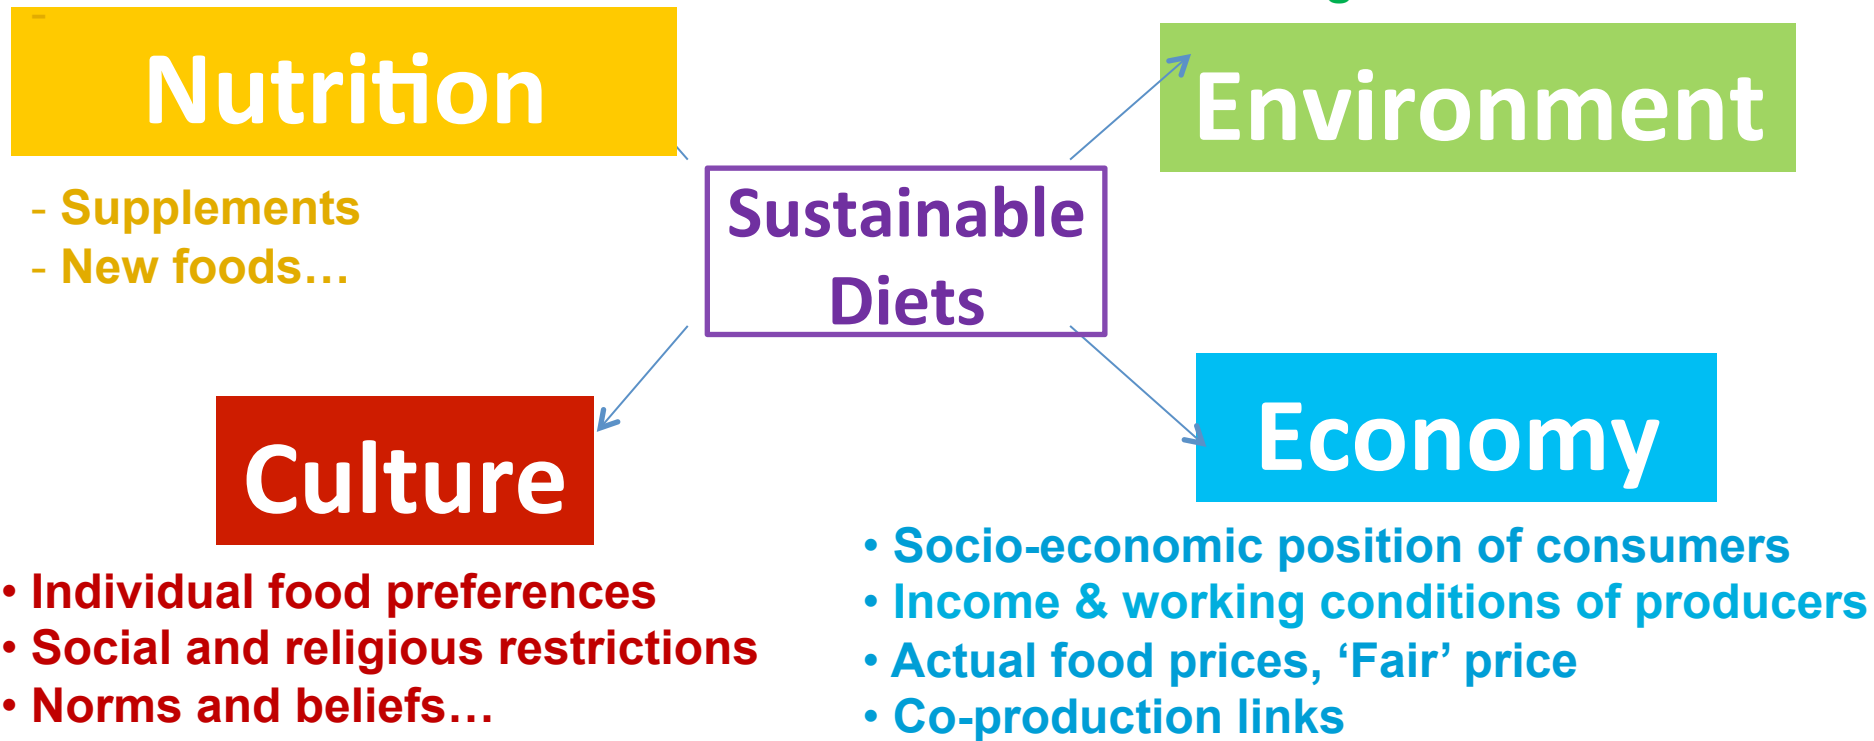 Nutrition
Environment
Sustainable
Diets
- Supplements
- New foods…
Culture
Economy
• Individual food preferences
• Social and religious restrictions
• Norms and beliefs…
• Socio-economic position of consumers
• Income & working conditions of producers
• Actual food prices, ‘Fair’ price
• Co-production links